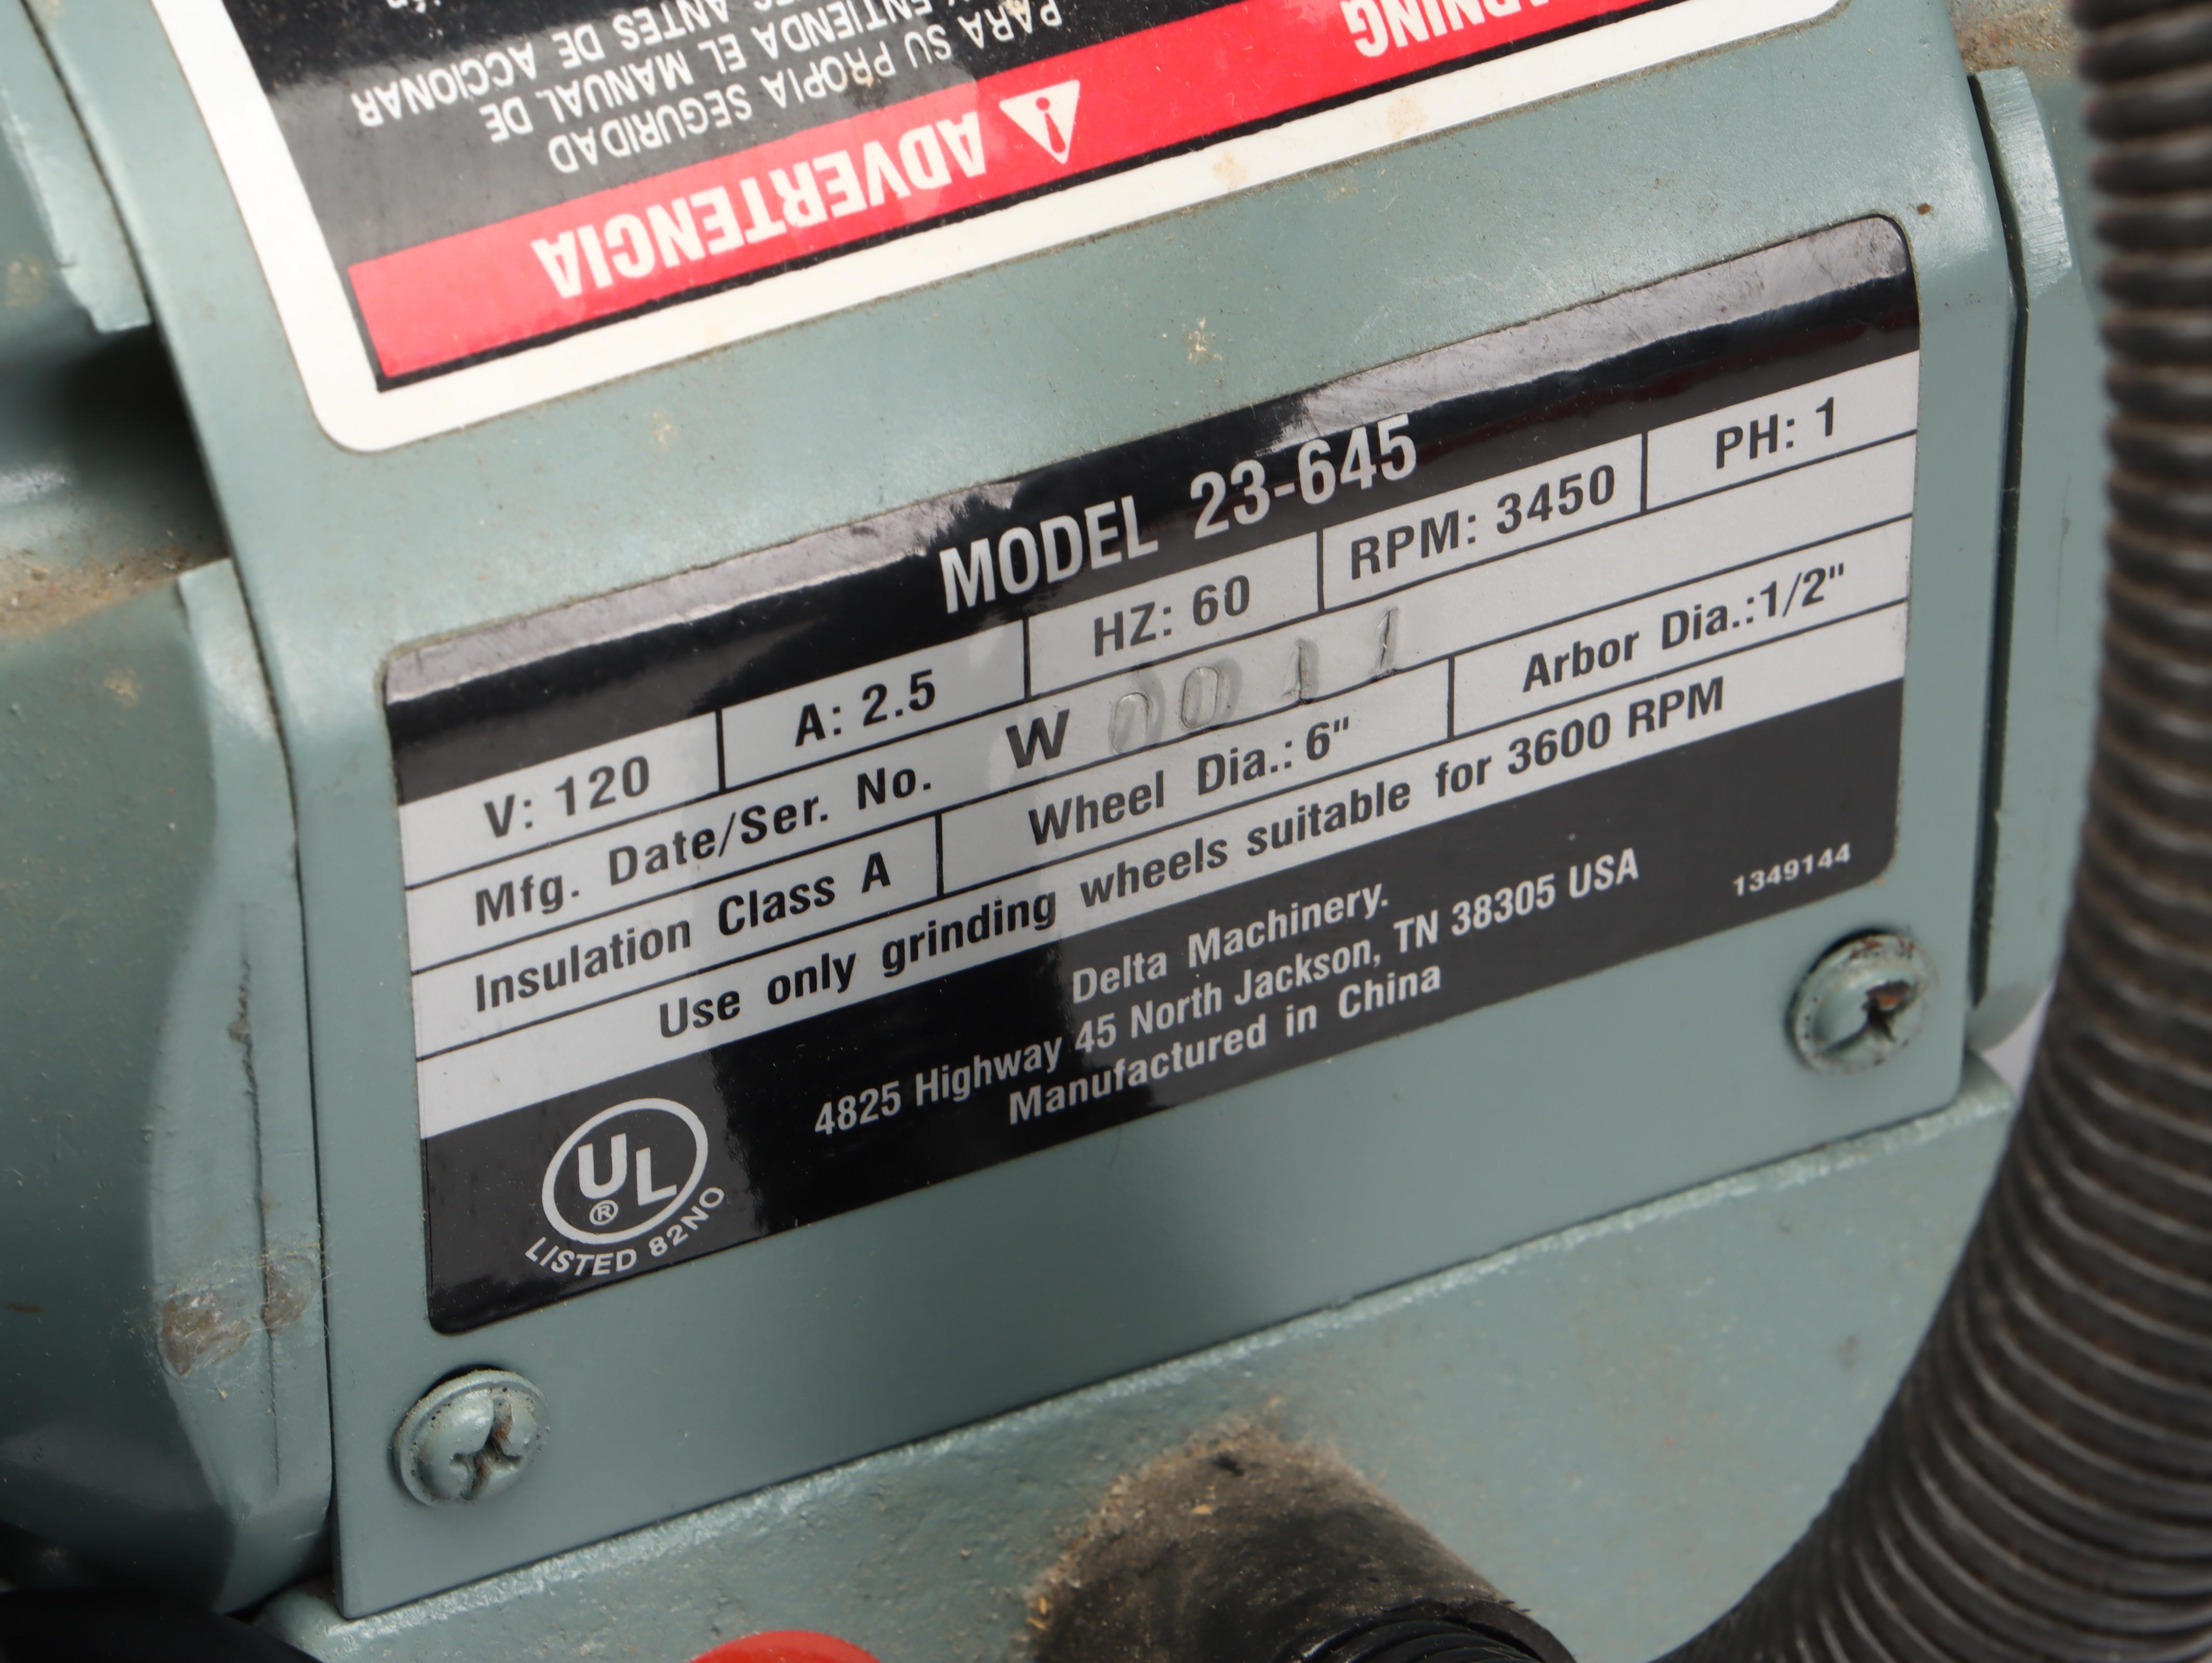 WARNING
ADVERTENCIA
PARA SU PROPIA SEGURIDAD
ENTIENDA EL MANUAL DE
ANTES DE ACCIONAR
MODEL 23-645
V: 120 A: 2.5 HZ: 60 RPM: 3450 PH: 1
Mfg. Date/Ser. No. W 0011
Insulation Class A Wheel Dia.: 6" Arbor Dia.:1/2"
Use only grinding wheels suitable for 3600 RPM
Delta Machinery.
4825 Highway 45 North Jackson, TN 38305 USA
Manufactured in China
1349144
UL
®
LISTED 82NO